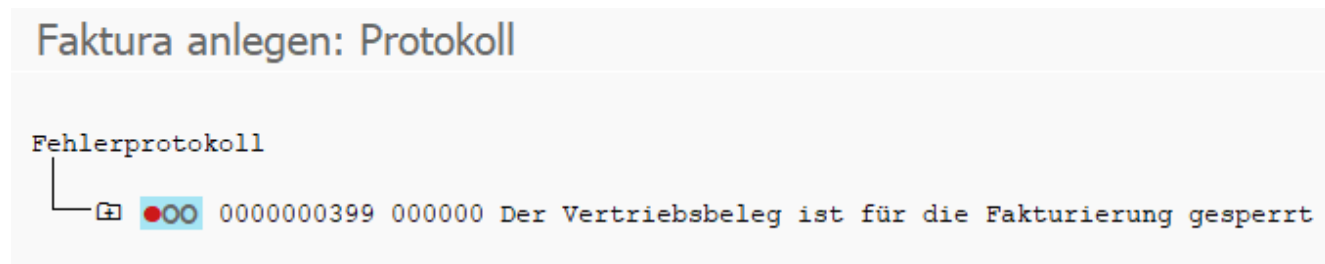 Faktura anlegen: Protokoll
Fehlerprotokoll
0000000399 000000 Der Vertriebsbeleg ist für die Fakturierung gesperrt